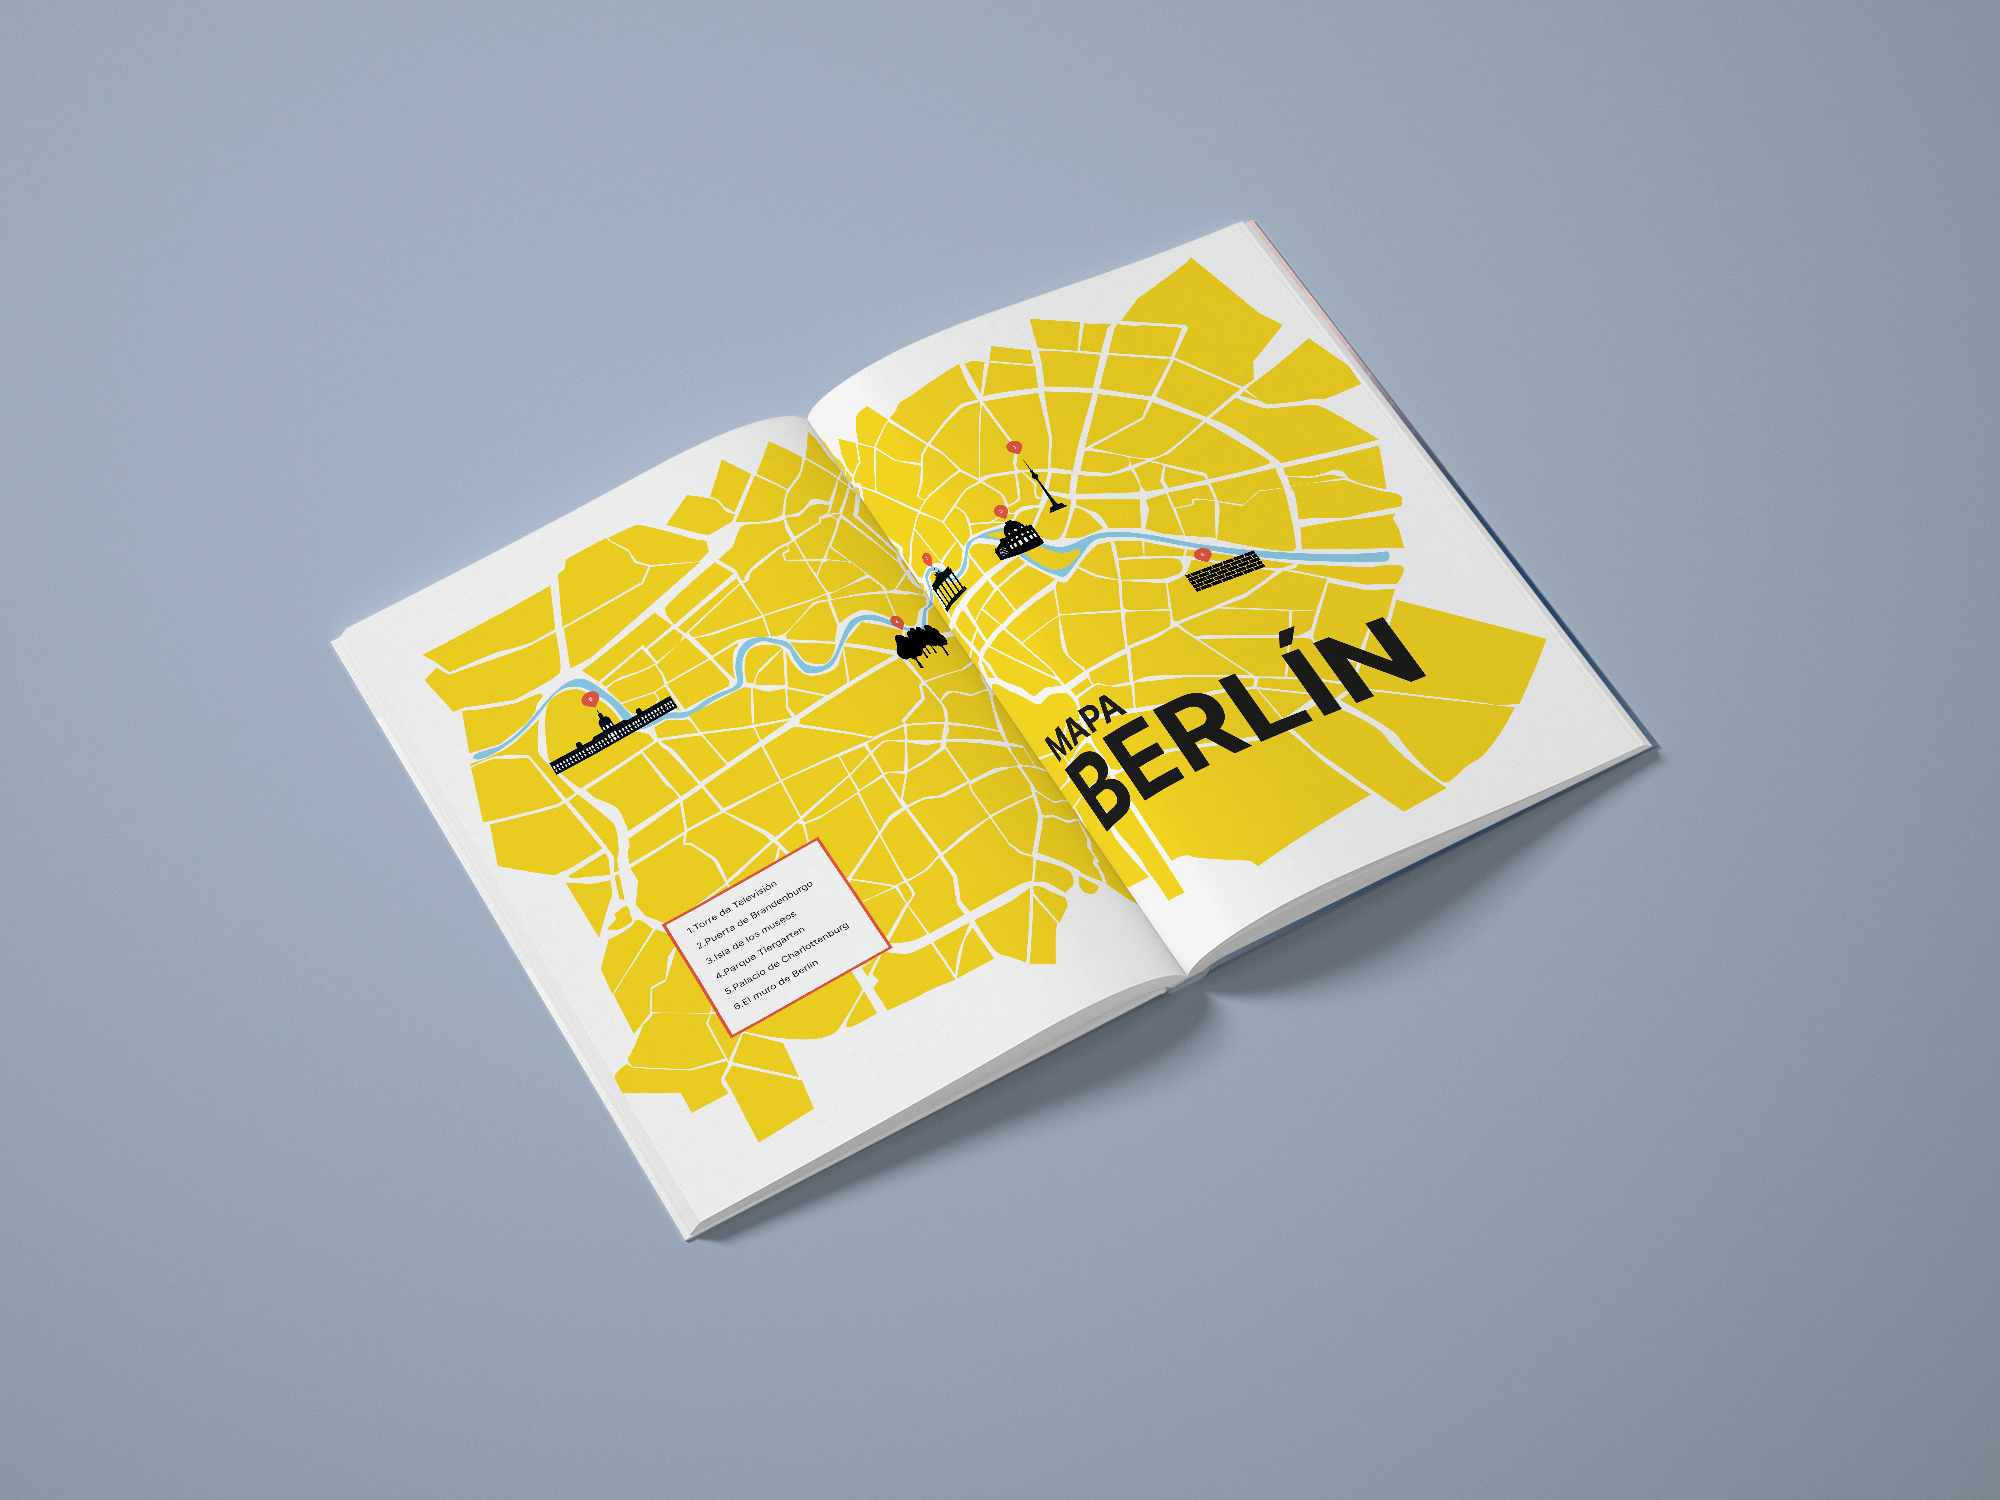 1.Torre de Televisión
2.Puerta de Brandenburgo
3.Isla de los museos
4.Parque Tiergarten
5.Palacio de Charlottenburg
6.El muro de Berlín
MAPA
BERLÍN